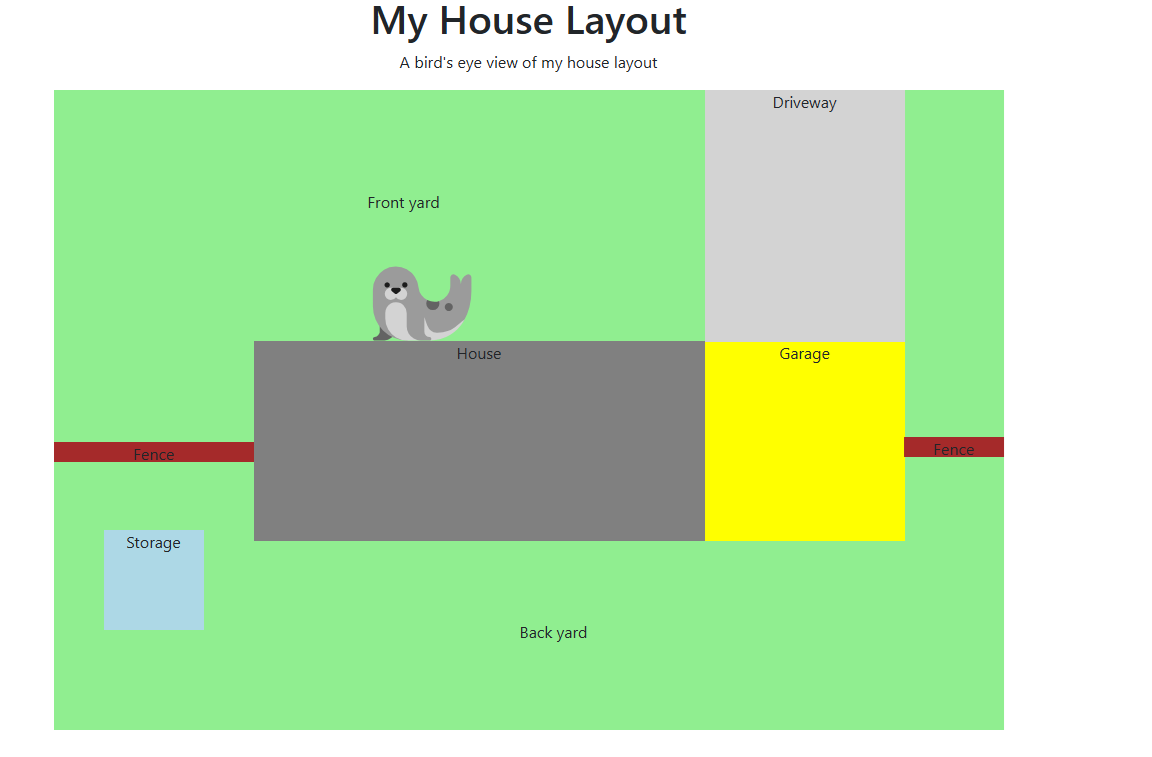 My House Layout
A bird's eye view of my house layout
Driveway
Front yard
House
Garage
Fence
Fence
Storage
Back yard